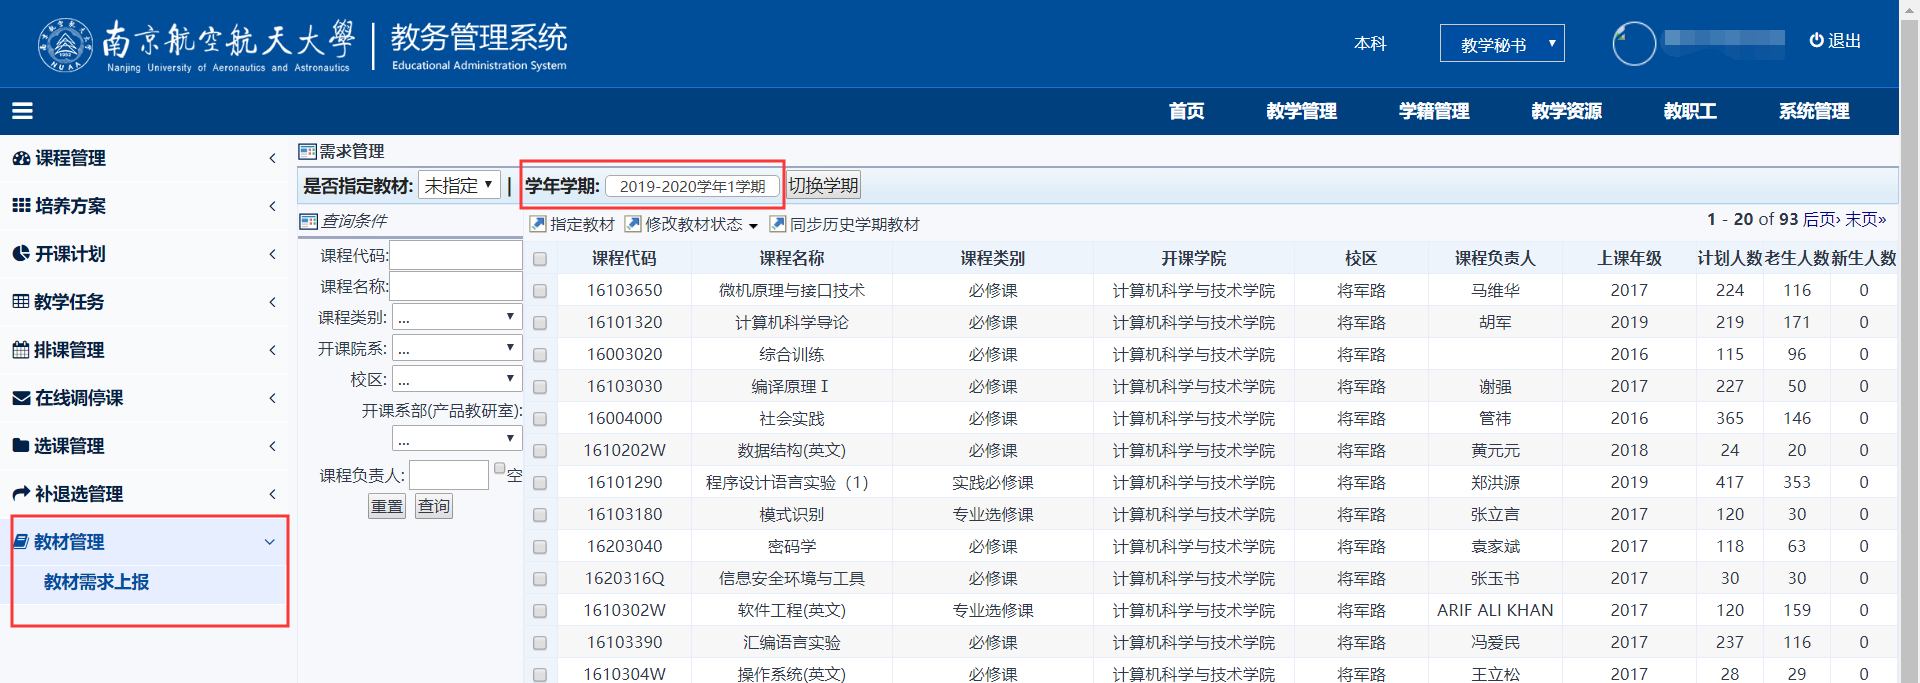 南京航空航天大學 教务管理系统
Nanjing University of Aeronautics and Astronautics Educational Administration System
本科 教学秘书 退出
首页 教学管理 学籍管理 教学资源 教职工 系统管理
课程管理
培养方案
开课计划
教学任务
排课管理
在线调停课
选课管理
补退选管理
教材管理
教材需求上报
需求管理
是否指定教材: 未指定 | 学年学期: 2019-2020学年1学期 切换学期
查询条件
课程代码:
课程名称:
课程类别: ...
开课院系: ...
校区: ...
开课系部(产品教研室):
...
课程负责人: 空
重置 查询
指定教材 修改教材状态 同步历史学期教材 1 - 20 of 93 后页› 末页»
课程代码 课程名称 课程类别 开课学院 校区 课程负责人 上课年级 计划人数 老生人数 新生人数
16103650 微机原理与接口技术 必修课 计算机科学与技术学院 将军路 马维华 2017 224 116 0
16101320 计算机科学导论 必修课 计算机科学与技术学院 将军路 胡军 2019 219 171 0
16003020 综合训练 必修课 计算机科学与技术学院 将军路 2016 115 96 0
16103030 编译原理 I 必修课 计算机科学与技术学院 将军路 谢强 2017 227 50 0
16004000 社会实践 必修课 计算机科学与技术学院 将军路 管祎 2016 365 146 0
1610202W 数据结构(英文) 必修课 计算机科学与技术学院 将军路 黄元元 2018 24 20 0
16101290 程序设计语言实验（1） 实践必修课 计算机科学与技术学院 将军路 郑洪源 2019 417 353 0
16103180 模式识别 专业选修课 计算机科学与技术学院 将军路 张立言 2017 120 30 0
16203040 密码学 必修课 计算机科学与技术学院 将军路 袁家斌 2017 118 63 0
1620316Q 信息安全环境与工具 必修课 计算机科学与技术学院 将军路 张玉书 2017 30 30 0
1610302W 软件工程(英文) 专业选修课 计算机科学与技术学院 将军路 ARIF ALI KHAN 2017 120 159 0
16103390 汇编语言实验 必修课 计算机科学与技术学院 将军路 冯爱民 2017 237 116 0
1610304W 操作系统(英文) 必修课 计算机科学与技术学院 将军路 王立松 2017 28 29 0